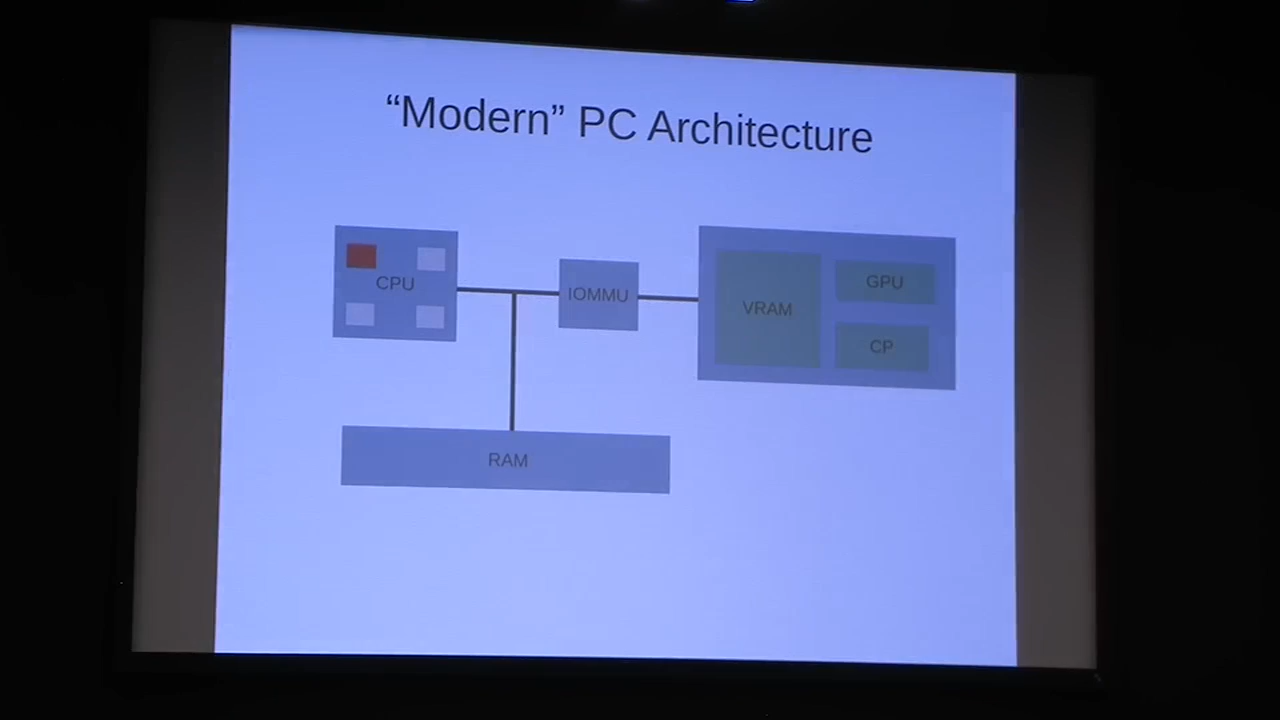 “Modern” PC Architecture
CPU
IOMMU
VRAM
GPU
CP
RAM